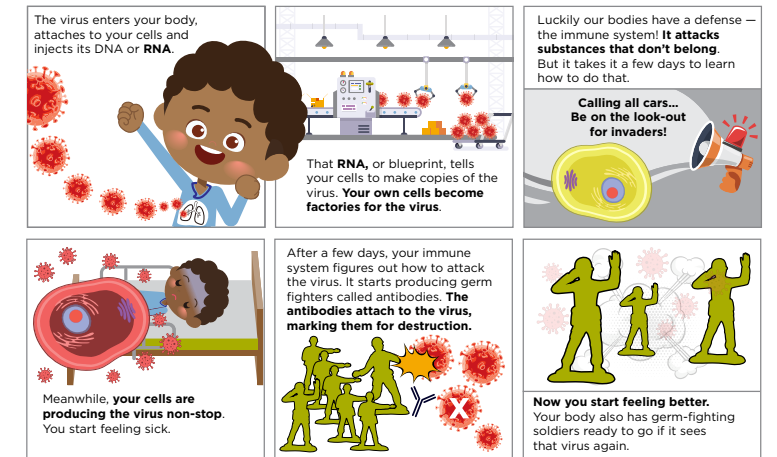 The virus enters your body,
attaches to your cells and
injects its DNA or RNA.
That RNA, or blueprint, tells
your cells to make copies of the
virus. Your own cells become
factories for the virus.
Luckily our bodies have a defense —
the immune system! It attacks
substances that don’t belong.
But it takes it a few days to learn
how to do that.
Calling all cars...
Be on the look-out
for invaders!
Meanwhile, your cells are
producing the virus non-stop.
You start feeling sick.
After a few days, your immune
system figures out how to attack
the virus. It starts producing germ
fighters called antibodies. The
antibodies attach to the virus,
marking them for destruction.
X
Now you start feeling better.
Your body also has germ-fighting
soldiers ready to go if it sees
that virus again.